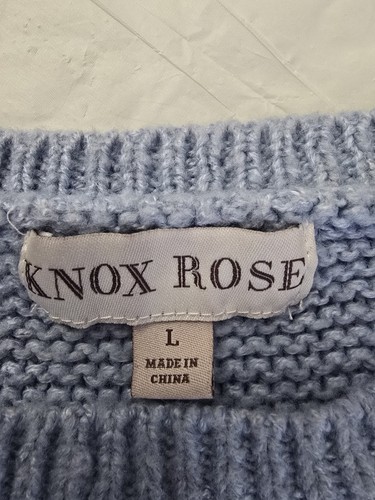 KNOX ROSE
L
MADE IN
CHINA